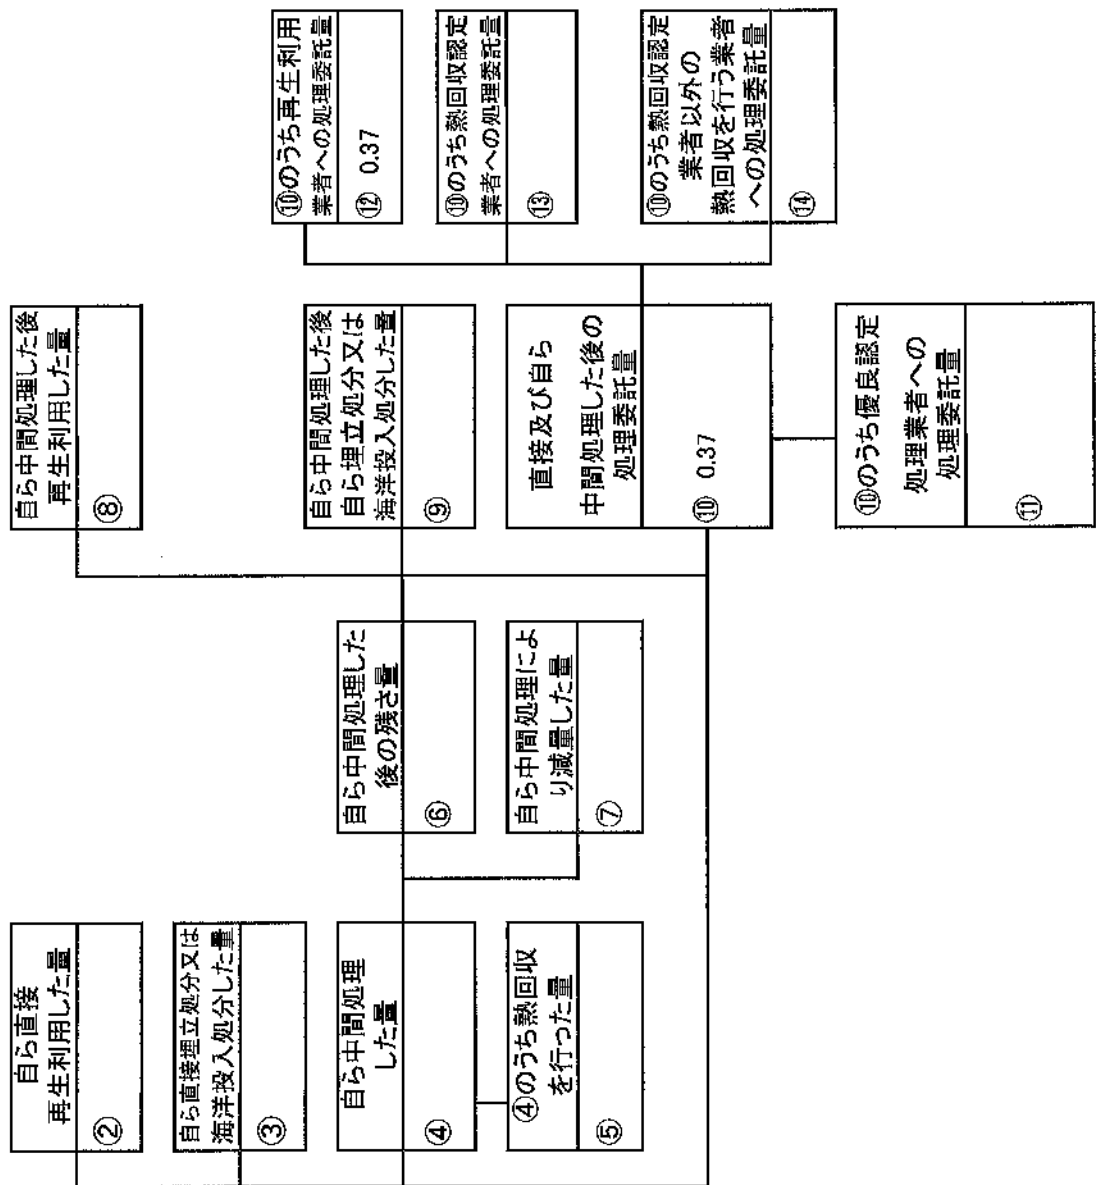 自ら直接
再生利用した量
②
自ら直接埋立処分又は
海洋投入処分した量
③
自ら中間処理
した量
④
④のうち熱回収
を行った量
⑤
自ら中間処理した
後の残さ量
⑥
自ら中間処理によ
り減量した量
⑦
自ら中間処理した後
再生利用した量
⑧
自ら中間処理した後
自ら埋立処分又は
海洋投入処分した量
⑨
直接及び自ら
中間処理した後の
処理委託量
⑩ 0.37
⑩のうち優良認定
処理業者への
処理委託量
⑪
⑩のうち再生利用
業者への処理委託量
⑫ 0.37
⑩のうち熱回収認定
業者への処理委託量
⑬
⑩のうち熱回収認定
業者以外の
熱回収を行う業者
への処理委託量
⑭